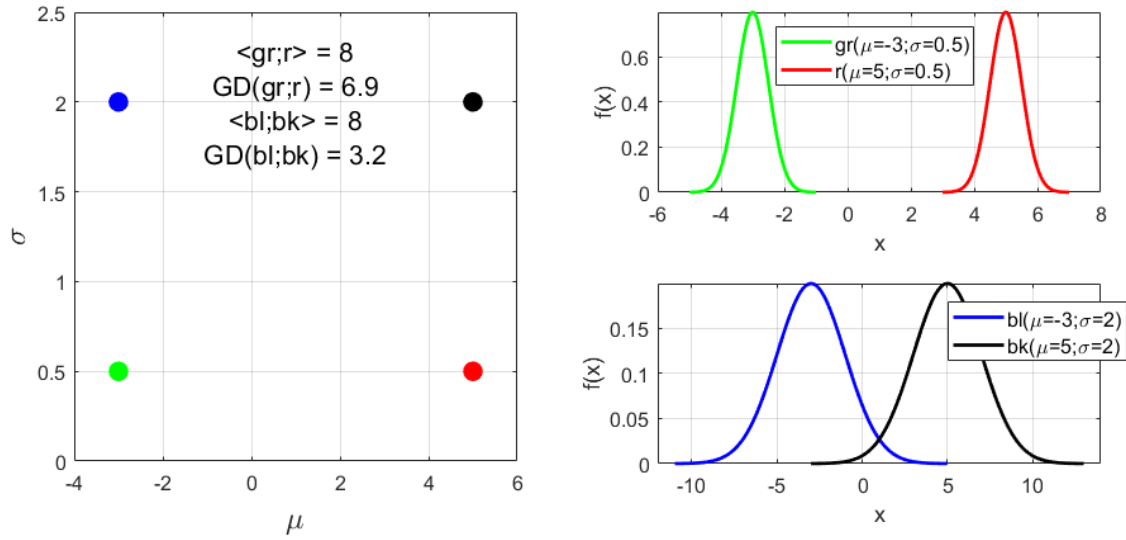 2.5
2
1.5
1
0.5
0
-4
-2
0
2
4
6
σ
μ
<gr;r> = 8
GD(gr;r) = 6.9
<bl;bk> = 8
GD(bl;bk) = 3.2
0.6
0.4
0.2
0
-6
-4
-2
0
2
4
6
8
f(x)
x
gr(μ=-3;σ=0.5)
r(μ=5;σ=0.5)
0.15
0.1
0.05
0
-10
-5
0
5
10
f(x)
x
bl(μ=-3;σ=2)
bk(μ=5;σ=2)